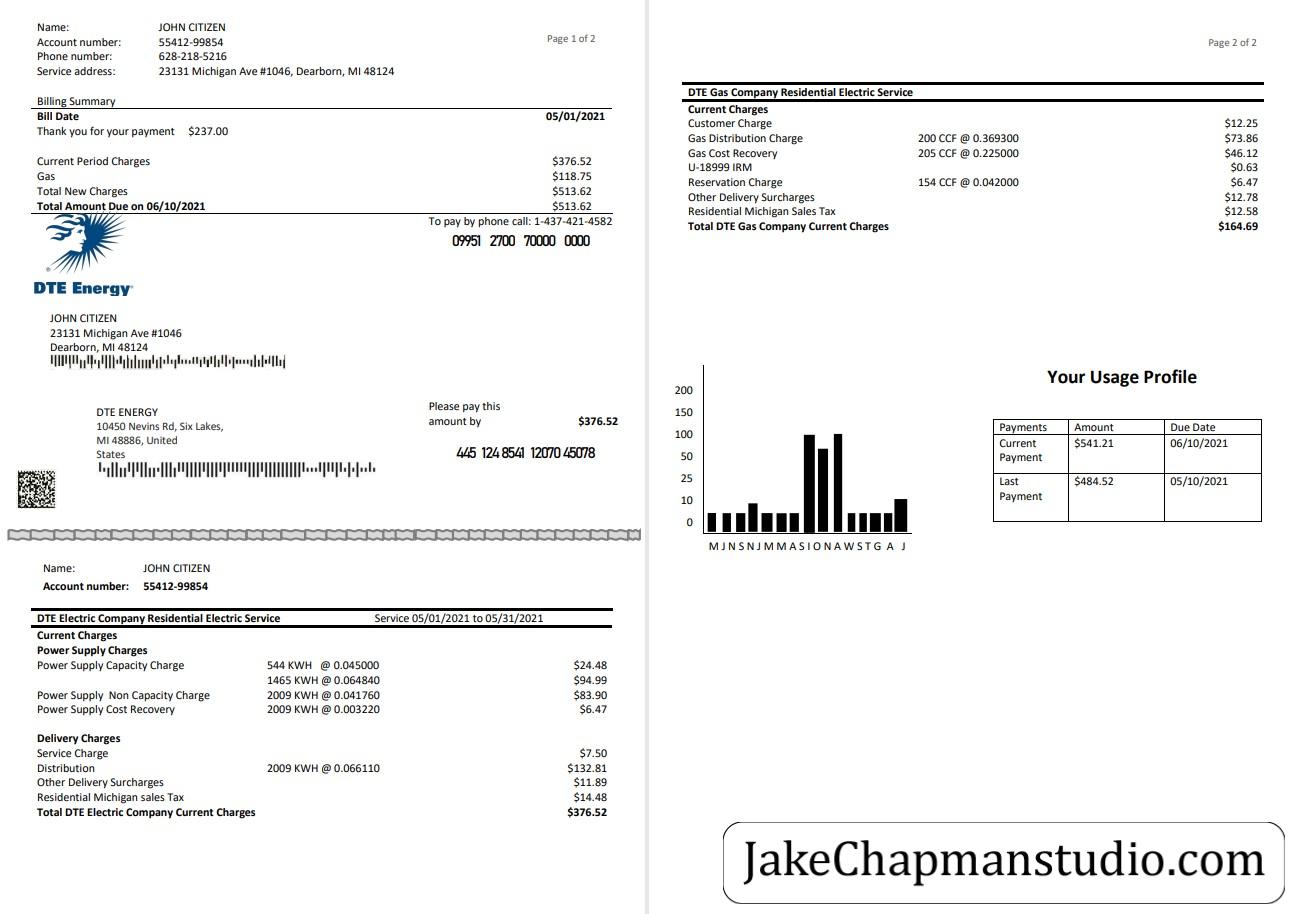 Name: JOHN CITIZEN
Account number: 55412-99854
Phone number: 628-218-5216
Service address: 23131 Michigan Ave #1046, Dearborn, MI 48124
Page 1 of 2
Billing Summary
Bill Date 05/01/2021
Thank you for your payment $237.00
Current Period Charges $376.52
Gas $118.75
Total New Charges $513.62
Total Amount Due on 06/10/2021 $513.62
To pay by phone call: 1-437-421-4582
09951 2700 70000 0000
DTE Energy®
JOHN CITIZEN
23131 Michigan Ave #1046
Dearborn, MI 48124
DTE ENERGY
10450 Nevins Rd, Six Lakes,
MI 48886, United
States
Please pay this
amount by $376.52
445 124 8541 12070 45078
Name: JOHN CITIZEN
Account number: 55412-99854
DTE Electric Company Residential Electric Service Service 05/01/2021 to 05/31/2021
Current Charges
Power Supply Charges
Power Supply Capacity Charge 544 KWH @ 0.045000 $24.48
1465 KWH @ 0.064840 $94.99
Power Supply Non Capacity Charge 2009 KWH @ 0.041760 $83.90
Power Supply Cost Recovery 2009 KWH @ 0.003220 $6.47
Delivery Charges
Service Charge $7.50
Distribution 2009 KWH @ 0.066110 $132.81
Other Delivery Surcharges $11.89
Residential Michigan sales Tax $14.48
Total DTE Electric Company Current Charges $376.52
Page 2 of 2
DTE Gas Company Residential Electric Service
Current Charges
Customer Charge $12.25
Gas Distribution Charge 200 CCF @ 0.369300 $73.86
Gas Cost Recovery 205 CCF @ 0.225000 $46.12
U-18999 IRM $0.63
Reservation Charge 154 CCF @ 0.042000 $6.47
Other Delivery Surcharges $12.78
Residential Michigan Sales Tax $12.58
Total DTE Gas Company Current Charges $164.69
200
150
100
50
25
10
0
M J N S N J M M A S I O N A W S T G A J
Your Usage Profile
Payments Amount Due Date
Current $541.21 06/10/2021
Payment
Last $484.52 05/10/2021
Payment
JakeChapmanstudio.com